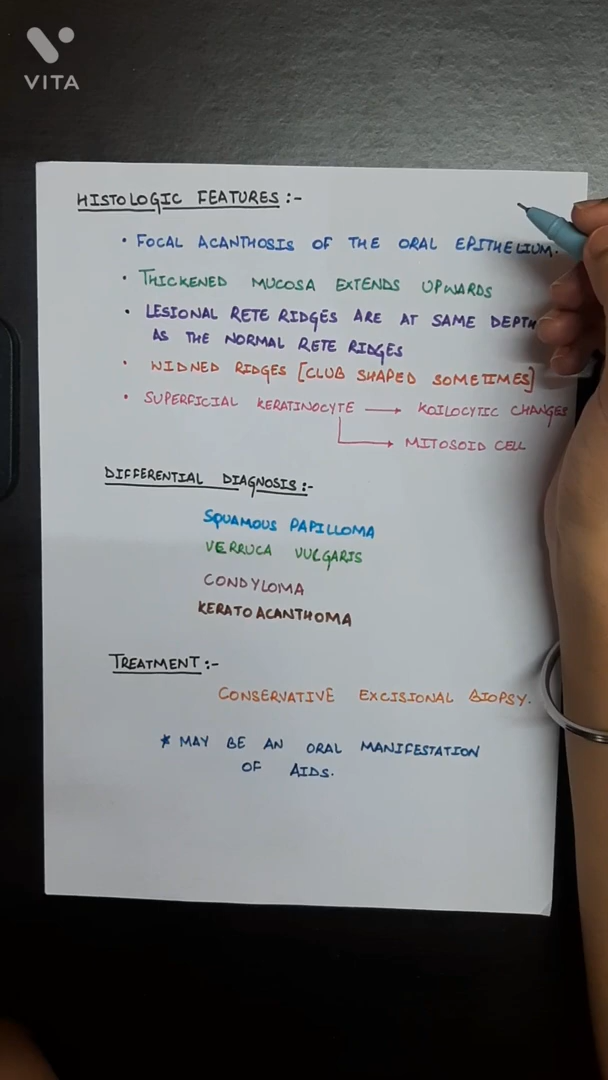 VITA
HISTOLOGIC FEATURES :-
• FOCAL ACANTHOSIS OF THE ORAL EPITHELIUM.
• THICKENED MUCOSA EXTENDS UPWARDS
• LESIONAL RETE RIDGES ARE AT SAME DEPTH
AS THE NORMAL RETE RIDGES
• WIDNED RIDGES [CLUB SHAPED SOMETIMES]
• SUPERFICIAL KERATINOCYTE → KOILOCYTIC CHANGES
→ MITOSOID CELL
DIFFERENTIAL DIAGNOSIS :-
SQUAMOUS PAPILLOMA
VERRUCA VULGARIS
CONDYLOMA
KERATOACANTHOMA
TREATMENT :-
CONSERVATIVE EXCISIONAL BIOPSY.
* MAY BE AN ORAL MANIFESTATION
OF AIDS.